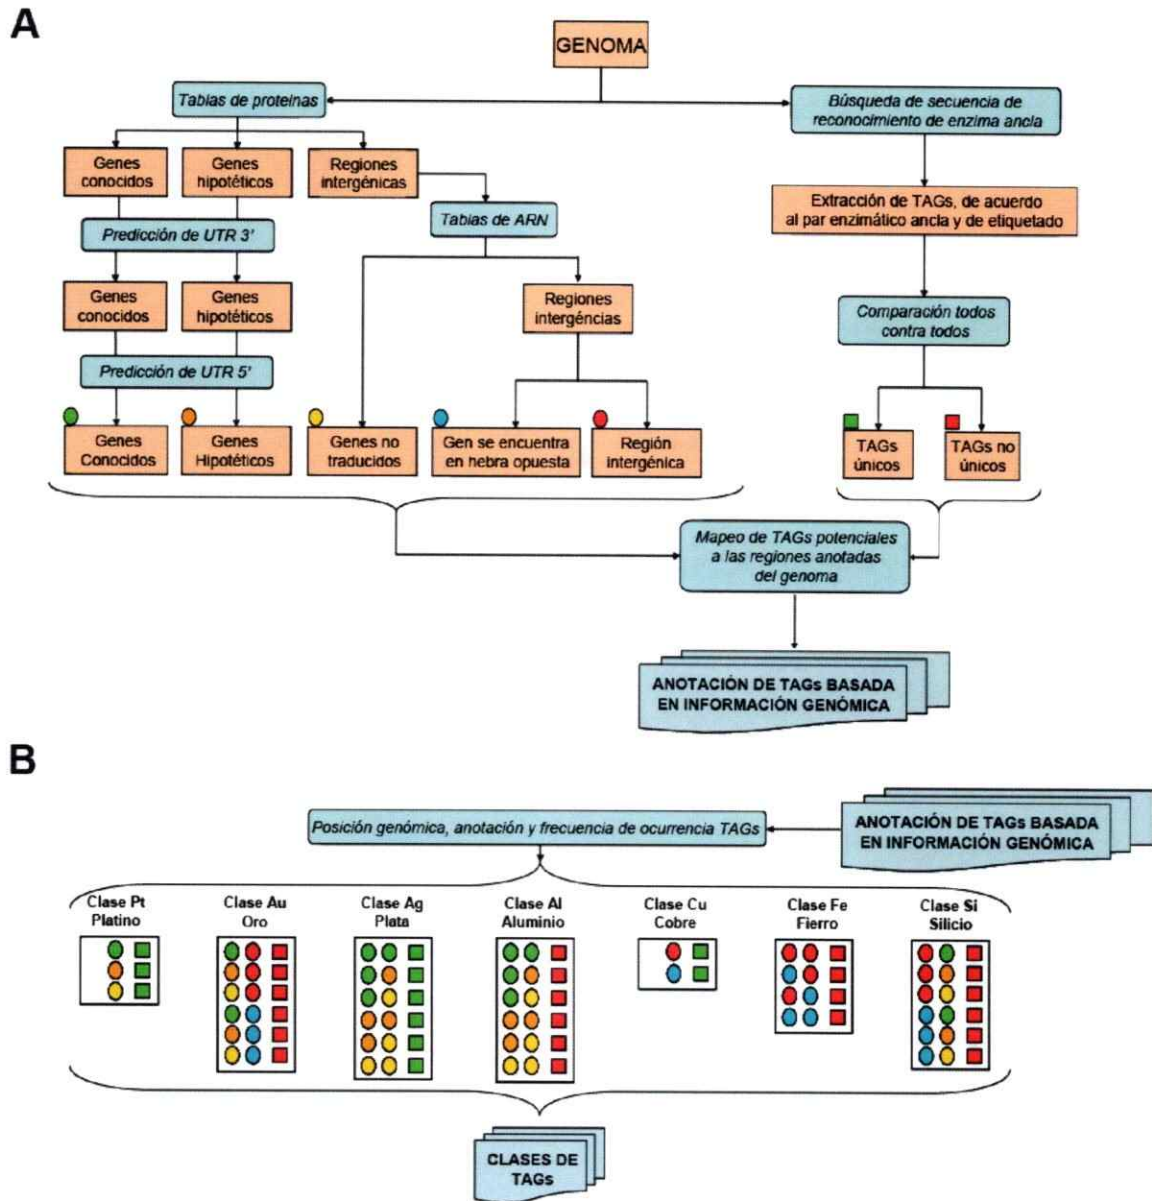 A
GENOMA
Tablas de proteinas
Búsqueda de secuencia de
reconocimiento de enzima ancla
Genes
conocidos
Genes
hipotéticos
Regiones
intergénicas
Extracción de TAGs, de acuerdo
al par enzimático ancla y de etiquetado
Tablas de ARN
Predicción de UTR 3'
Genes
conocidos
Genes
hipotéticos
Regiones
intergéncias
Comparación todos
contra todos
Predicción de UTR 5'
Genes
Conocidos
Genes
Hipotéticos
Genes no
traducidos
Gen se encuentra
en hebra opuesta
Región
intergénica
TAGs
únicos
TAGs no
únicos
Mapeo de TAGs potenciales
a las regiones anotadas
del genoma
ANOTACIÓN DE TAGs BASADA
EN INFORMACIÓN GENÓMICA
B
Posición genómica, anotación y frecuencia de ocurrencia TAGs
ANOTACIÓN DE TAGs BASADA
EN INFORMACIÓN GENÓMICA
Clase Pt
Platino
Clase Au
Oro
Clase Ag
Plata
Clase Al
Aluminio
Clase Cu
Cobre
Clase Fe
Fierro
Clase Si
Silicio
CLASES DE
TAGs